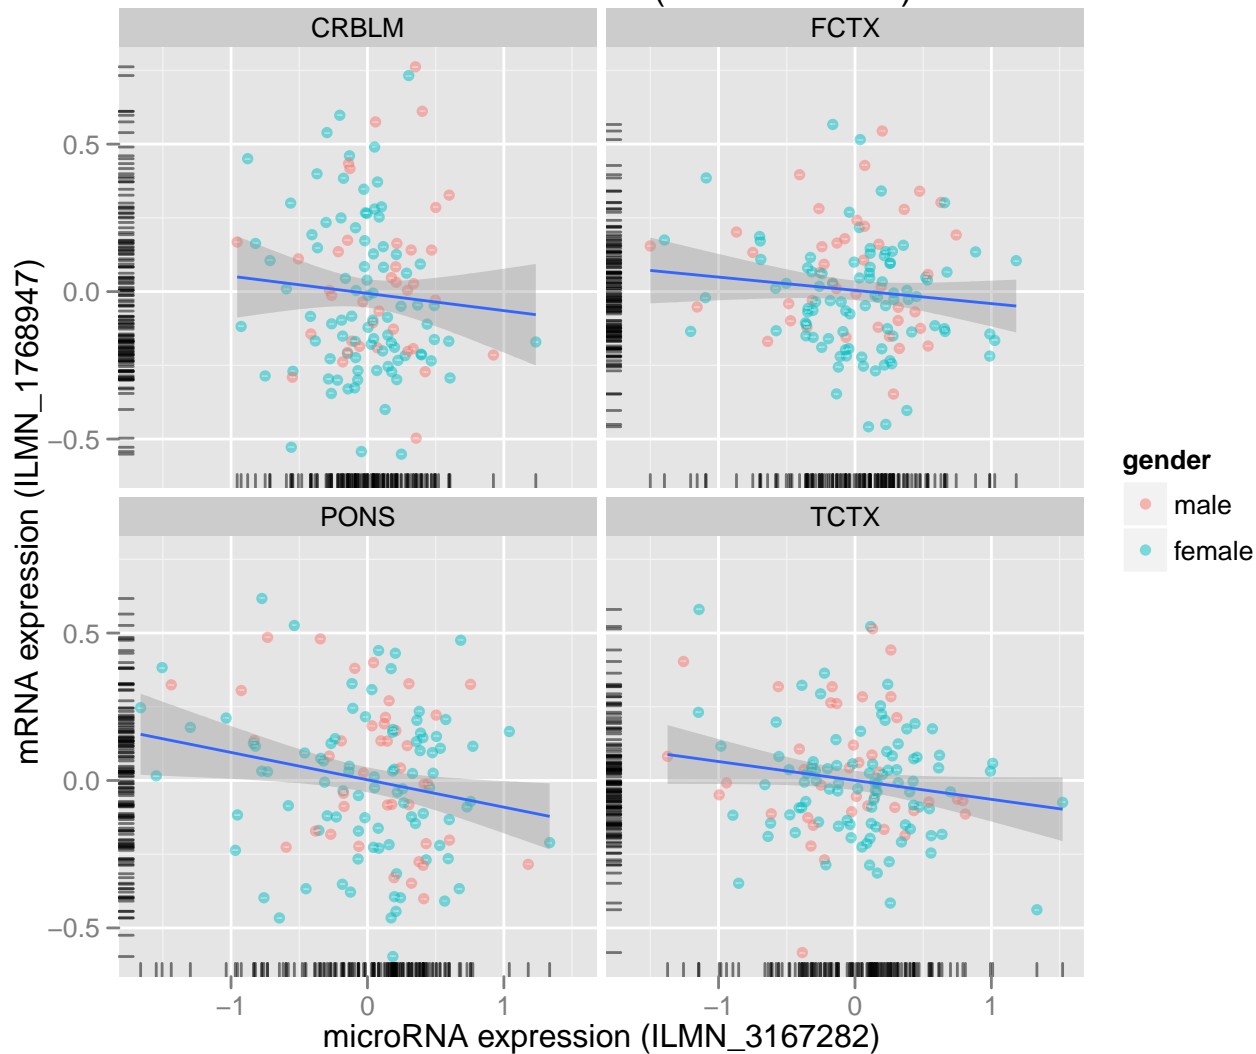 CRBLM
FCTX
0.5
0.0
−0.5
PONS
TCTX
0.5
0.0
−0.5
−1
0
1
−1
0
1
mRNA expression (ILMN_1768947)
microRNA expression (ILMN_3167282)
gender
male
female